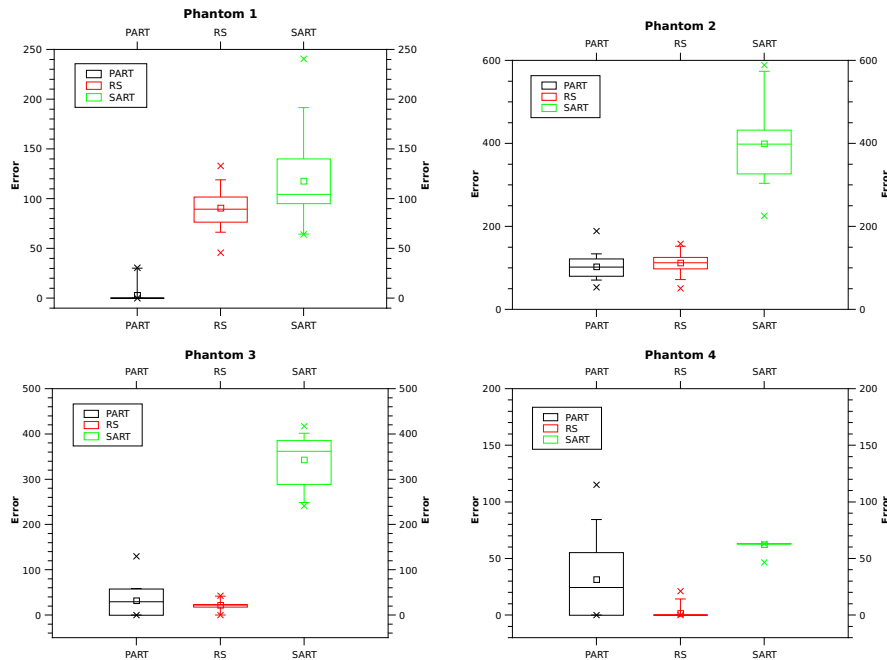 Phantom 1
PART RS SART
250 250
200 200
150 150
100 100
50 50
0 0
Error Error
PART
RS
SART
PART RS SART
Phantom 2
PART RS SART
600 600
400 400
200 200
0 0
Error Error
PART
RS
SART
PART RS SART
Phantom 3
PART RS SART
500 500
400 400
300 300
200 200
100 100
0 0
Error Error
PART
RS
SART
PART RS SART
Phantom 4
PART RS SART
200 200
150 150
100 100
50 50
0 0
Error Error
PART
RS
SART
PART RS SART